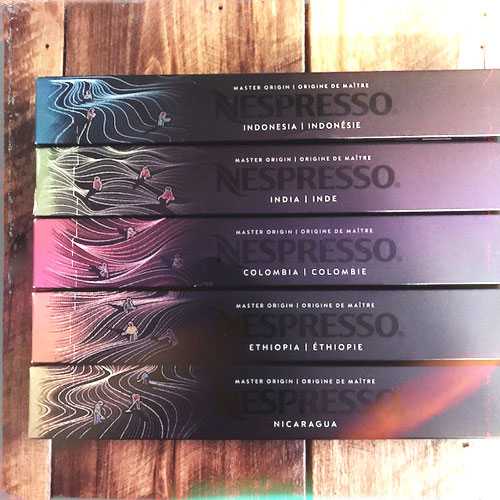 MASTER ORIGIN | ORIGINE DE MAÎTRE
NESPRESSO®
INDONESIA | INDONÉSIE
MASTER ORIGIN | ORIGINE DE MAÎTRE
NESPRESSO®
INDIA | INDE
MASTER ORIGIN | ORIGINE DE MAÎTRE
NESPRESSO®
COLOMBIA | COLOMBIE
MASTER ORIGIN | ORIGINE DE MAÎTRE
NESPRESSO®
ETHIOPIA | ÉTHIOPIE
MASTER ORIGIN | ORIGINE DE MAÎTRE
NESPRESSO®
NICARAGUA